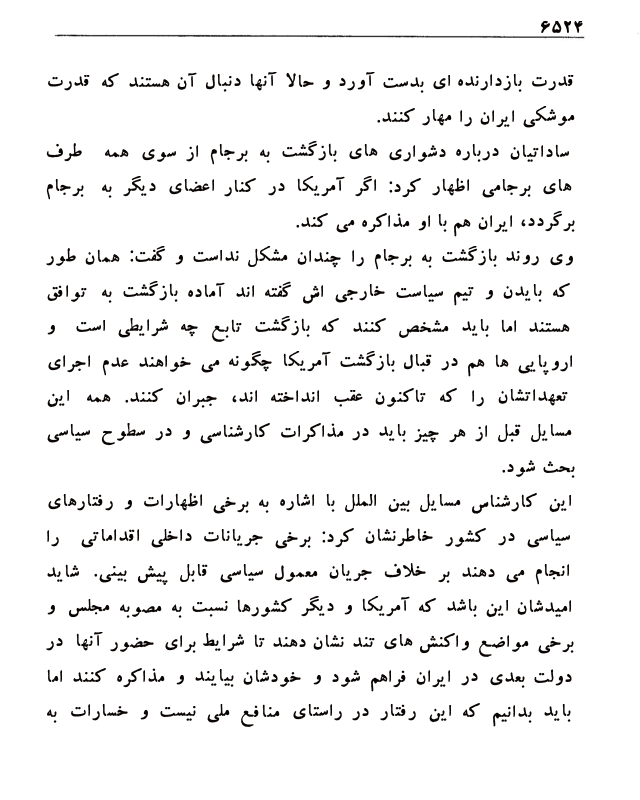 ۶۵۲۴
قدرت بازدارنده ای بدست آورد و حالا آنها دنبال آن هستند که قدرت
موشکی ایران را مهار کنند.
ساداتیان درباره دشواری های بازگشت به برجام از سوی همه طرف
های برجامی اظهار کرد: اگر آمریکا در کنار اعضای دیگر به برجام
برگردد، ایران هم با او مذاکره می کند.
وی روند بازگشت به برجام را چندان مشکل نداست و گفت: همان طور
که بایدن و تیم سیاست خارجی اش گفته اند آماده بازگشت به توافق
هستند اما باید مشخص کنند که بازگشت تابع چه شرایطی است و
اروپایی ها هم در قبال بازگشت آمریکا چگونه می خواهند عدم اجرای
تعهداتشان را که تاکنون عقب انداخته اند، جبران کنند. همه این
مسایل قبل از هر چیز باید در مذاکرات کارشناسی و در سطوح سیاسی
بحث شود.
این کارشناس مسایل بین الملل با اشاره به برخی اظهارات و رفتارهای
سیاسی در کشور خاطرنشان کرد: برخی جریانات داخلی اقداماتی را
انجام می دهند بر خلاف جریان معمول سیاسی قابل پیش بینی. شاید
امیدشان این باشد که آمریکا و دیگر کشورها نسبت به مصوبه مجلس و
برخی مواضع واکنش های تند نشان دهند تا شرایط برای حضور آنها در
دولت بعدی در ایران فراهم شود و خودشان بیایند و مذاکره کنند اما
باید بدانیم که این رفتار در راستای منافع ملی نیست و خسارات به